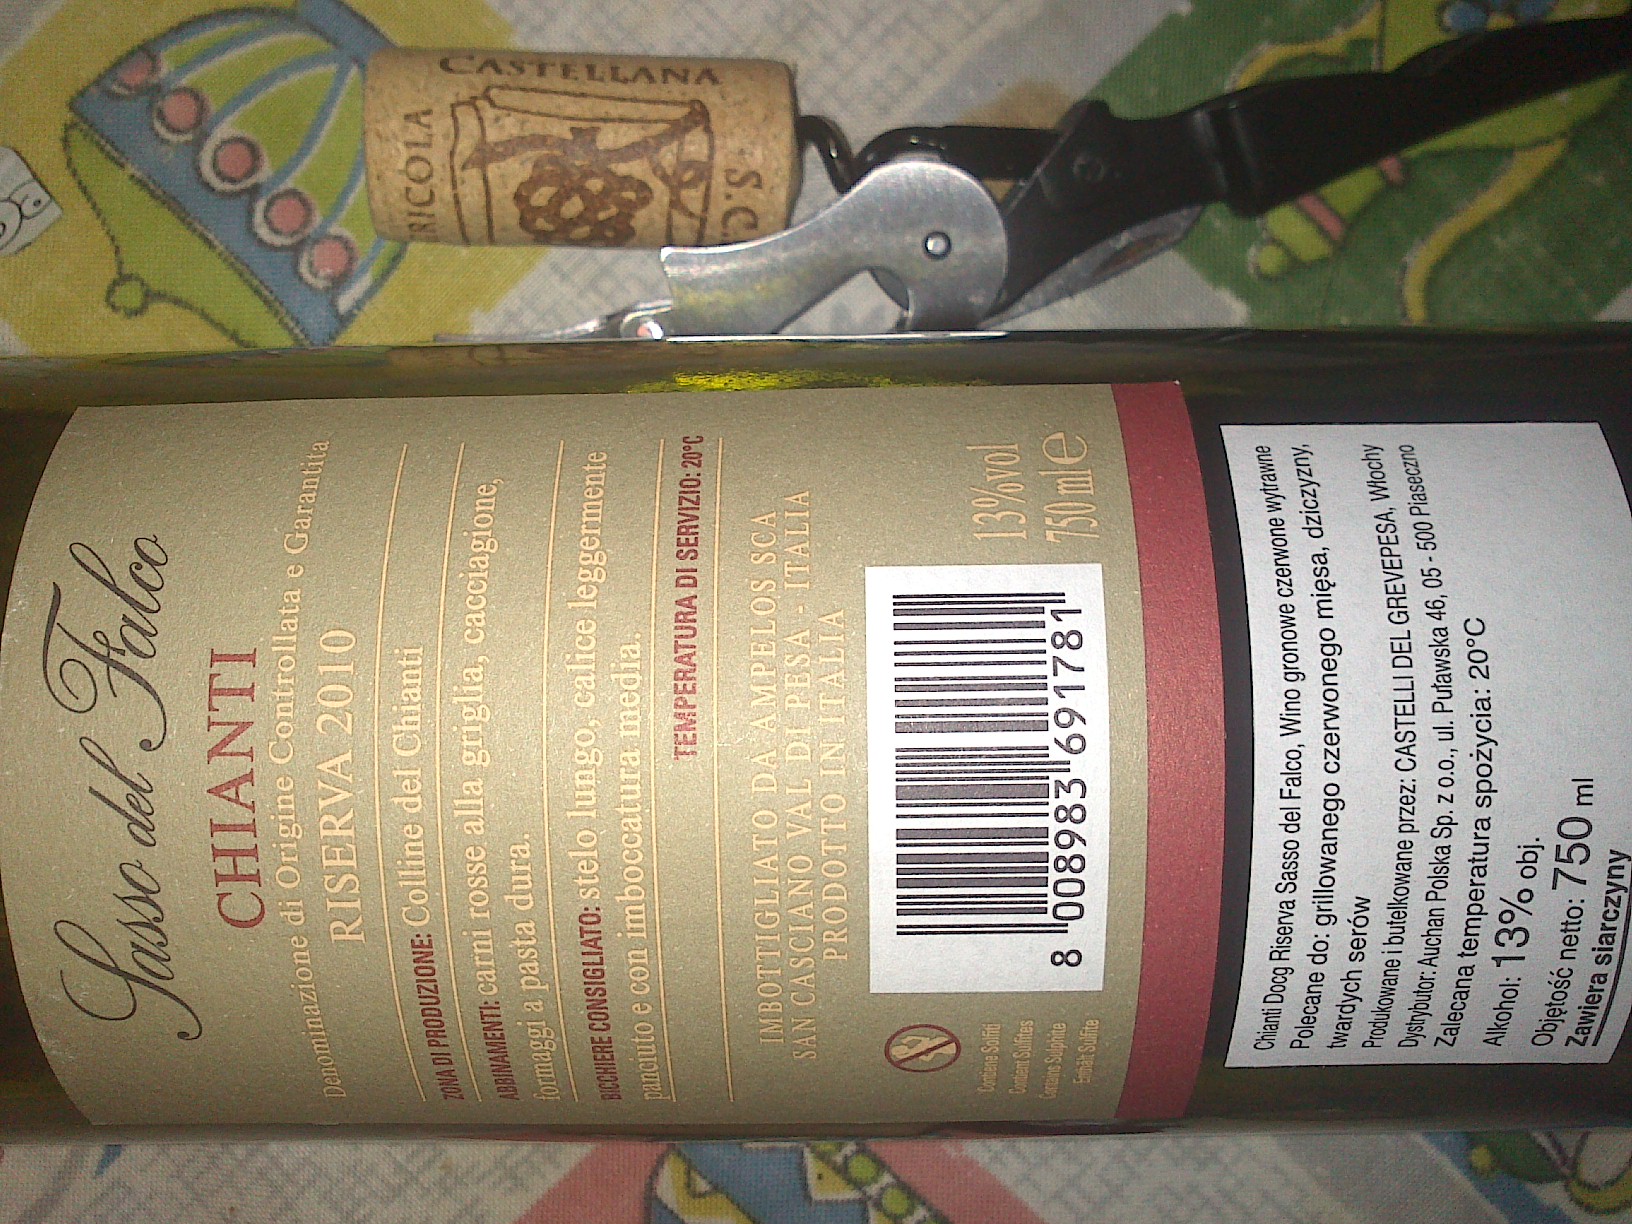 CASTELLANA
RICOLA
S.C.
Sasso del Falco
CHIANTI
Denominazione di Origine Controllata e Garantita
RISERVA 2010
ZONA DI PRODUZIONE: Colline del Chianti
ABBINAMENTI: carni rosse alla griglia, cacciagione,
formaggi a pasta dura.
BICCHIERE CONSIGLIATO: stelo lungo, calice leggermente
panciuto e con imboccatura media.
TEMPERATURA DI SERVIZIO: 20°C
IMBOTTIGLIATO DA AMPELOS SCA
SAN CASCIANO VAL DI PESA - ITALIA
PRODOTTO IN ITALIA
8 008983 691781
13%vol
750 ml e
Contiene Solfiti
Contient Sulfites
Contains Sulphite
Enthält Sulfite
Chianti Docg Riserva Sasso del Falco, Wino gronowe czerwone wytrawne
Polecane do: grillowanego czerwonego mięsa, dziczyzny,
twardych serów
Produkowane i butelkowane przez: CASTELLI DEL GREVEPESA, Włochy
Dystrybutor: Auchan Polska Sp. z o.o., ul. Puławska 46, 05 - 500 Piaseczno
Zalecana temperatura spożycia: 20°C
Alkohol: 13% obj.
Objętość netto: 750 ml
Zawiera siarczyny